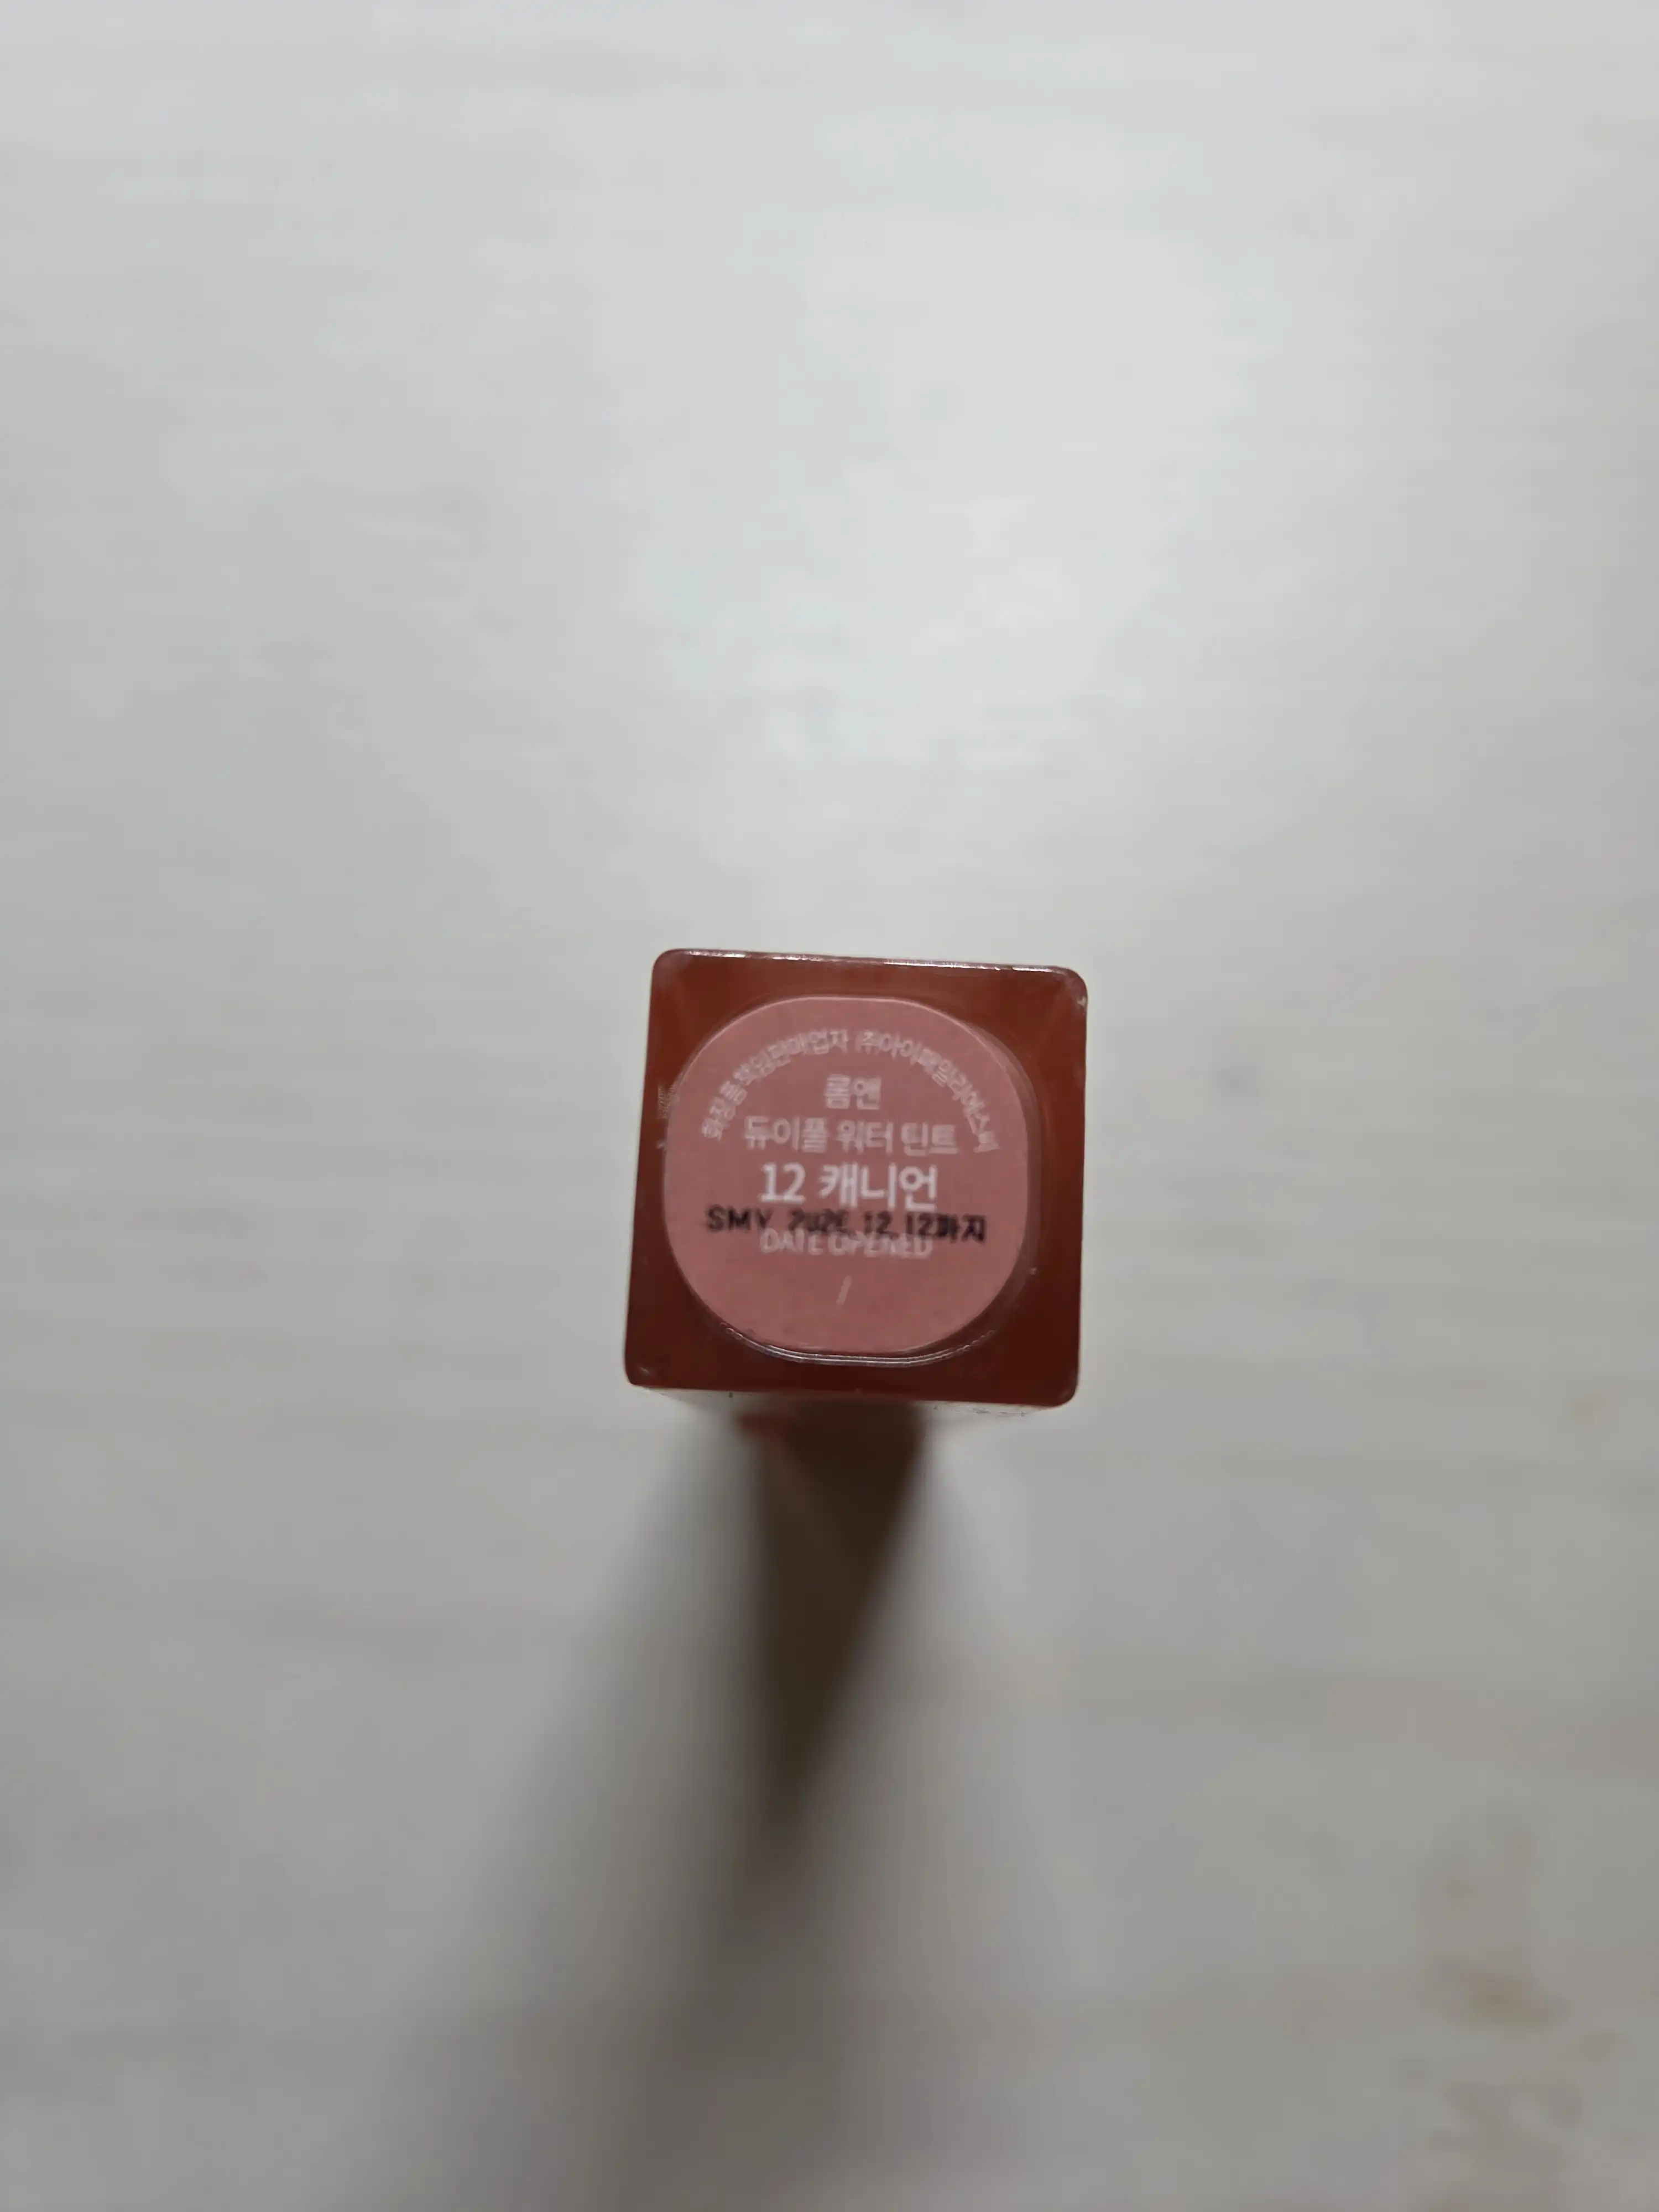 화장품책임판매업자 (주)아이패밀리에스씨
롬앤
듀이풀 워터 틴트
12 캐니언
SMV 12.12까지
DATE OPENED
/